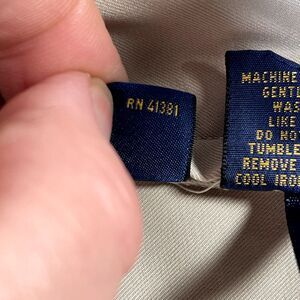 RN 41381
MACHINE
GENTL
WAS
LIKE
DO NO
TUMBLE
REMOVE
COOL IRO